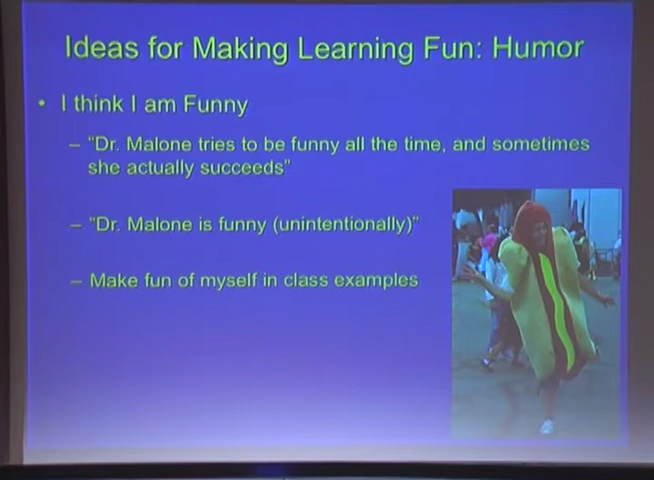 Ideas for Making Learning Fun: Humor
• I think I am Funny
– "Dr. Malone tries to be funny all the time, and sometimes
she actually succeeds"
– "Dr. Malone is funny (unintentionally)"
– Make fun of myself in class examples